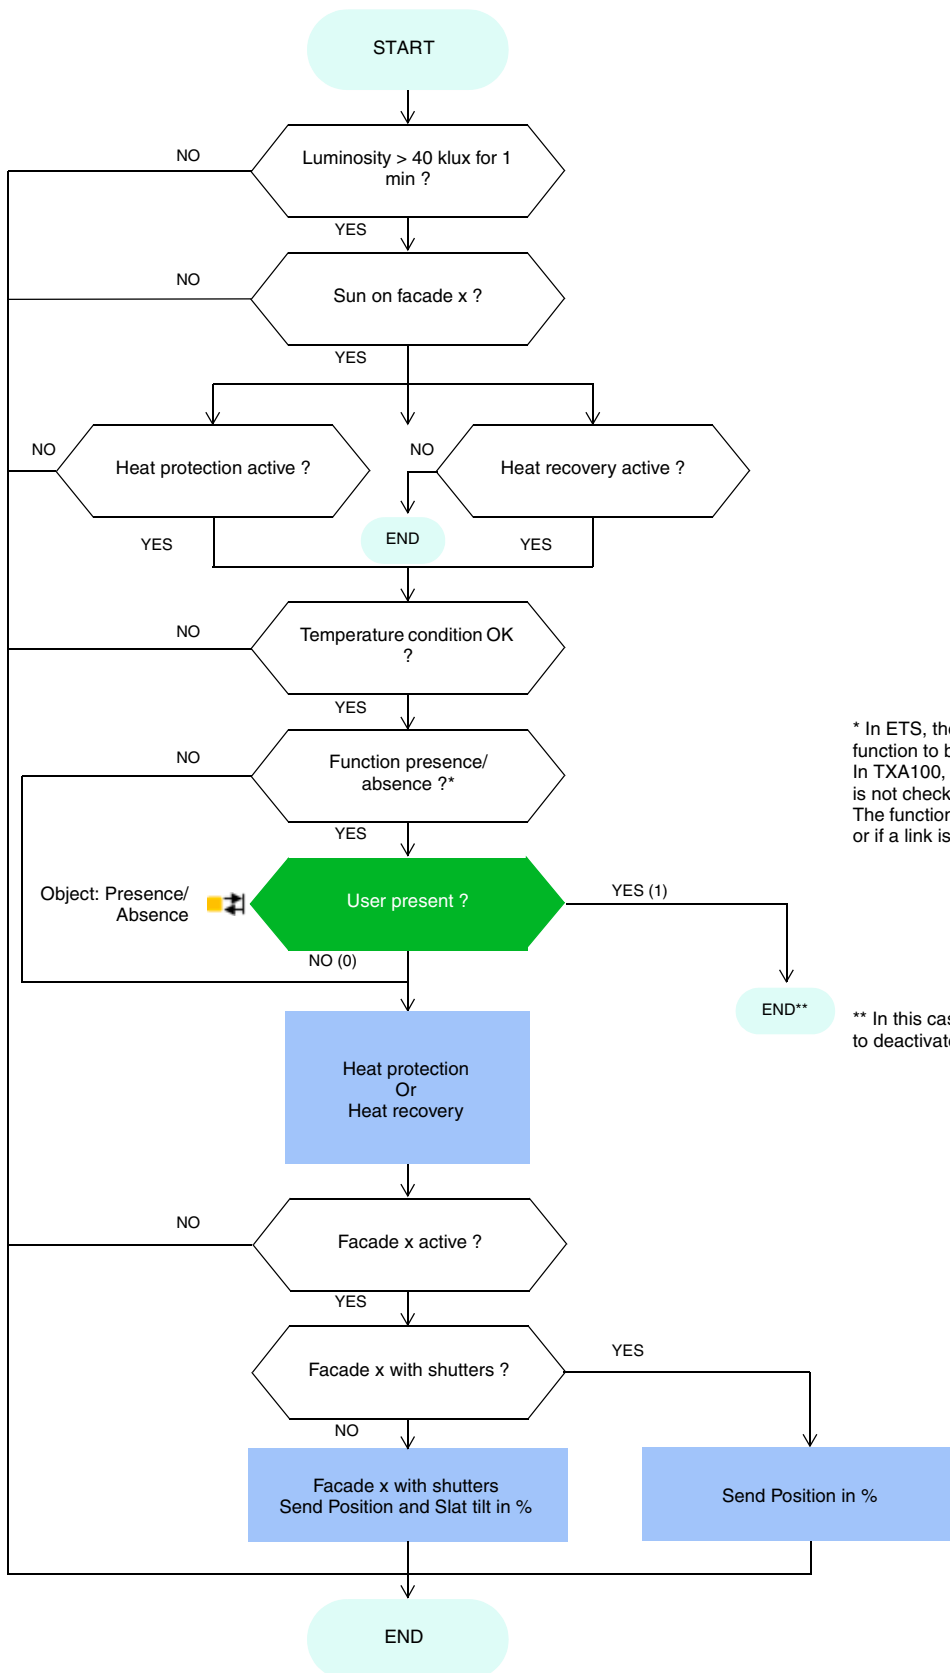 START
NO
Luminosity > 40 klux for 1
min ?
YES
NO
Sun on facade x ?
YES
NO
Heat protection active ?
NO
Heat recovery active ?
YES
END
YES
NO
Temperature condition OK
?
YES
NO
Function presence/
absence ?*
YES
* In ETS, the
function to b
In TXA100,
is not check
The function
or if a link is
Object: Presence/
Absence
User present ?
YES (1)
NO (0)
END**
** In this cas
to deactivate
Heat protection
Or
Heat recovery
NO
Facade x active ?
YES
Facade x with shutters ?
YES
NO
Facade x with shutters
Send Position and Slat tilt in %
Send Position in %
END